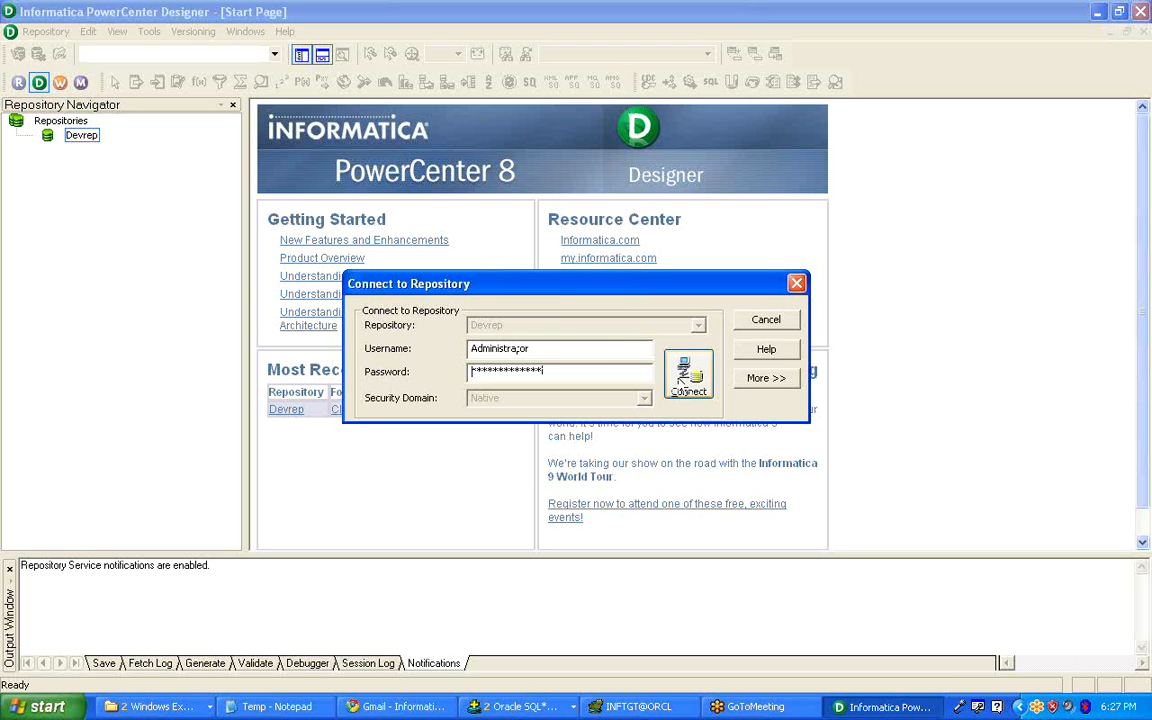 Informatica PowerCenter Designer - [Start Page]
Repository Edit View Tools Versioning Windows Help
Repository Navigator
Repositories
Devrep
INFORMATICA
PowerCenter 8
Designer
D
Getting Started
New Features and Enhancements
Product Overview
Understandi
Understandi
Understandi
Architecture
Resource Center
Informatica.com
my.informatica.com
Most Rec
Repository Fo
Devrep Cl
Connect to Repository
Connect to Repository
Repository: Devrep
Username: Administrator
Password: *************
Security Domain: Native
Connect
Cancel
Help
More >>
can help!
We're taking our show on the road with the Informatica
9 World Tour.
Register now to attend one of these free, exciting
events!
Repository Service notifications are enabled.
Output Window
Save Fetch Log Generate Validate Debugger Session Log Notifications
Ready
start 2 Windows Ex... Temp - Notepad Gmail - Informati... 2 Oracle SQL*... INFTGT@ORCL GoToMeeting Informatica Powe... 6:27 PM